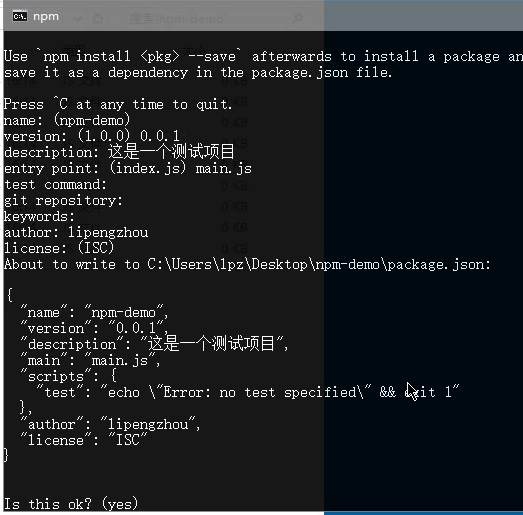 npm
搜索"npm-demo"
Use `npm install <pkg> --save` afterwards to install a package an
save it as a dependency in the package.json file.
Press ^C at any time to quit.
name: (npm-demo)
version: (1.0.0) 0.0.1
description: 这是一个测试项目
entry point: (index.js) main.js
test command:
git repository:
keywords:
author: lipengzhou
license: (ISC)
About to write to C:\Users\lpz\Desktop\npm-demo\package.json:
{
"name": "npm-demo",
"version": "0.0.1",
"description": "这是一个测试项目",
"main": "main.js",
"scripts": {
"test": "echo \"Error: no test specified\" && exit 1"
},
"author": "lipengzhou",
"license": "ISC"
}
Is this ok? (yes)